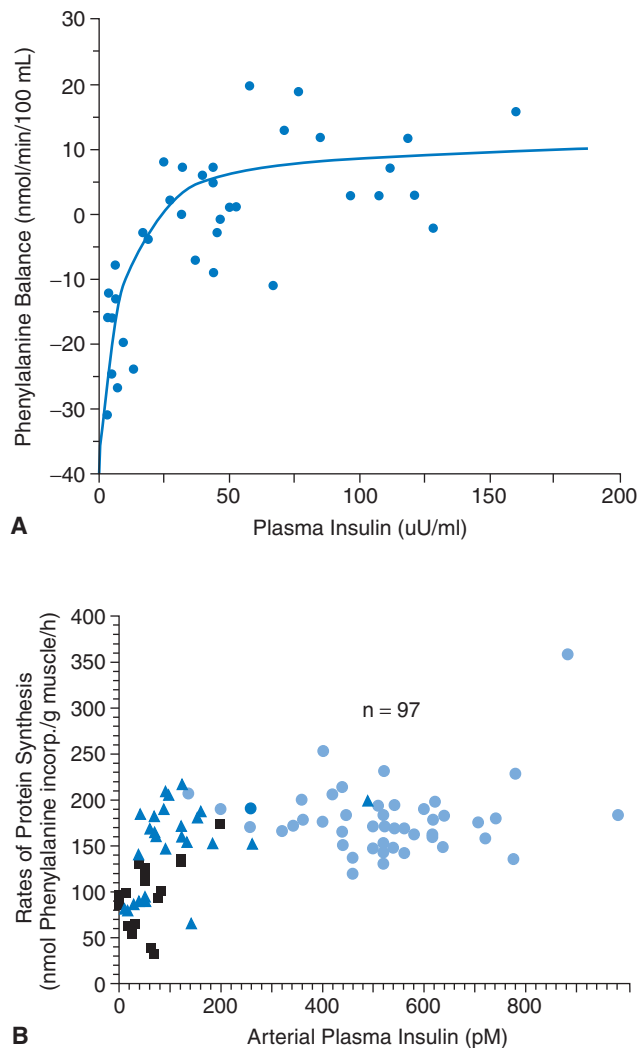 30
20
10
0
−10
−20
−30
−40
Phenylalanine Balance (nmol/min/100 mL)
0 50 100 150 200
Plasma Insulin (uU/ml)
A
400
350
300
250
200
150
100
50
0
Rates of Protein Synthesis
(nmol Phenylalanine incorp./g muscle/h)
n = 97
0 200 400 600 800
Arterial Plasma Insulin (pM)
B